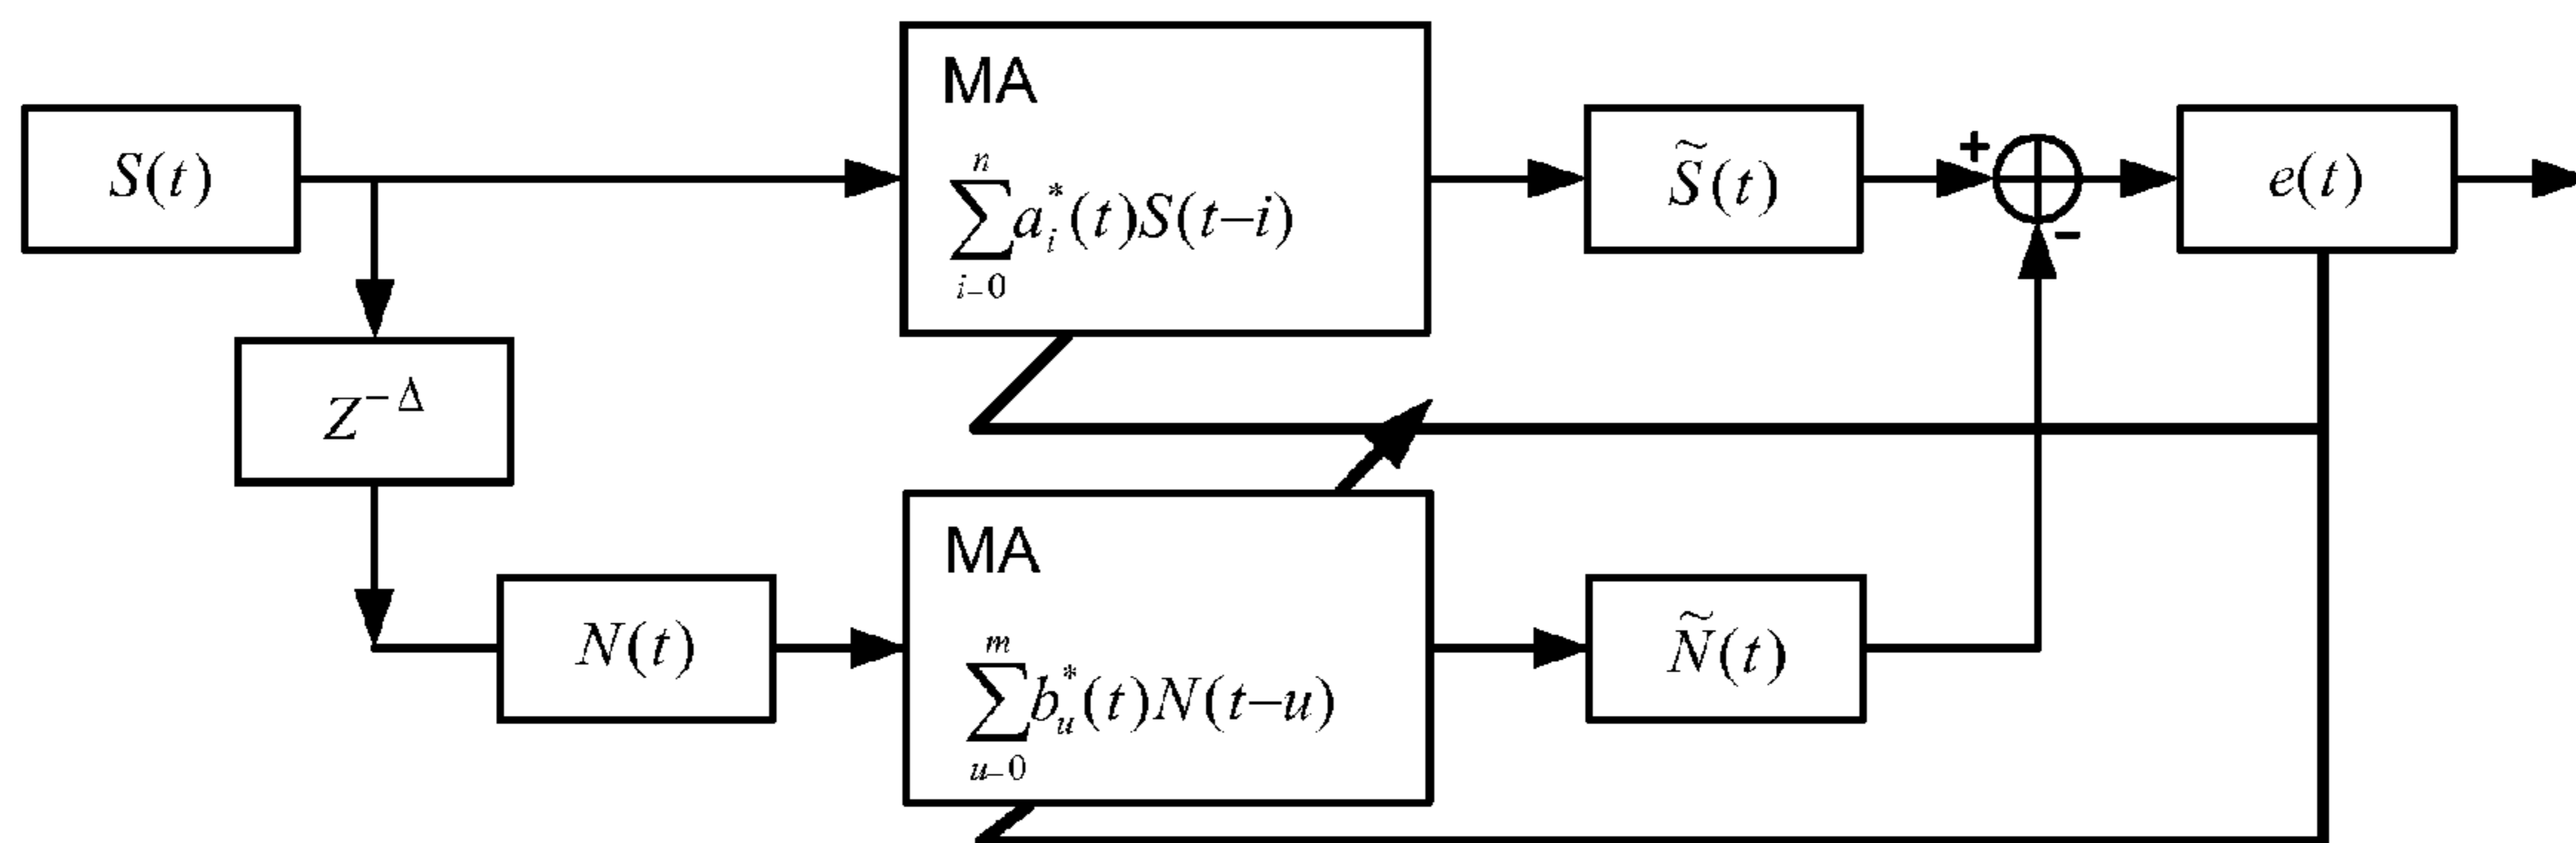 MA
n
∑ a_i^*(t)S(t−i)
i−0
S(t)
S̃(t)
+
−
e(t)
Z^{−Δ}
MA
m
∑ b_u^*(t)N(t−u)
u−0
N(t)
Ñ(t)